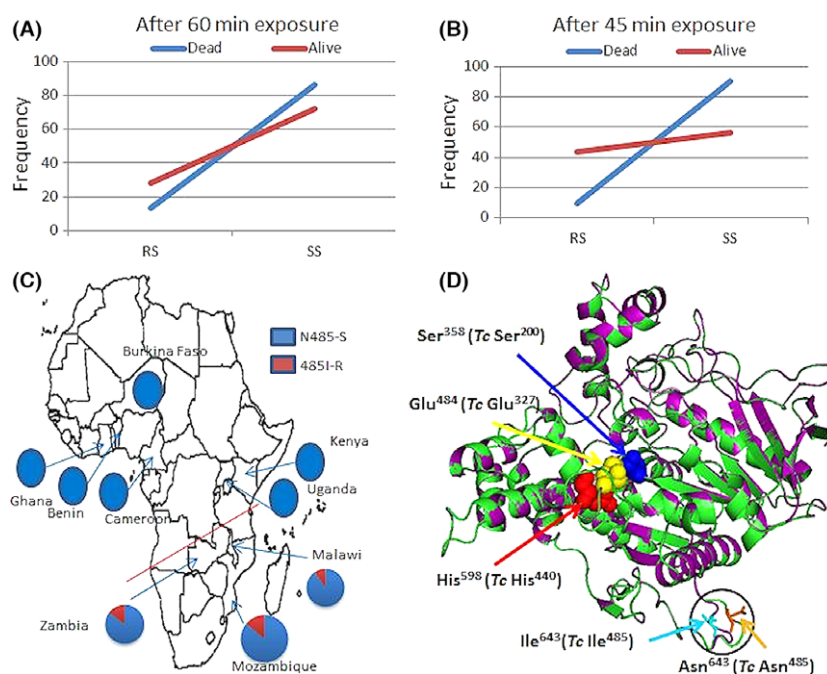 (A) After 60 min exposure
Dead Alive
Frequency
100
80
60
40
20
0
RS SS
(B) After 45 min exposure
Dead Alive
Frequency
100
80
60
40
20
0
RS SS
(C)
N485-S
485I-R
Burkina Faso
Kenya
Uganda
Ghana
Benin
Cameroon
Malawi
Zambia
Mozambique
(D)
Ser³⁵⁸ (Tc Ser²⁰⁰)
Glu⁴⁸⁴ (Tc Glu³²⁷)
His⁵⁹⁸ (Tc His⁴⁴⁰)
Ile⁶⁴³ (Tc Ile⁴⁸⁵)
Asn⁶⁴³ (Tc Asn⁴⁸⁵)